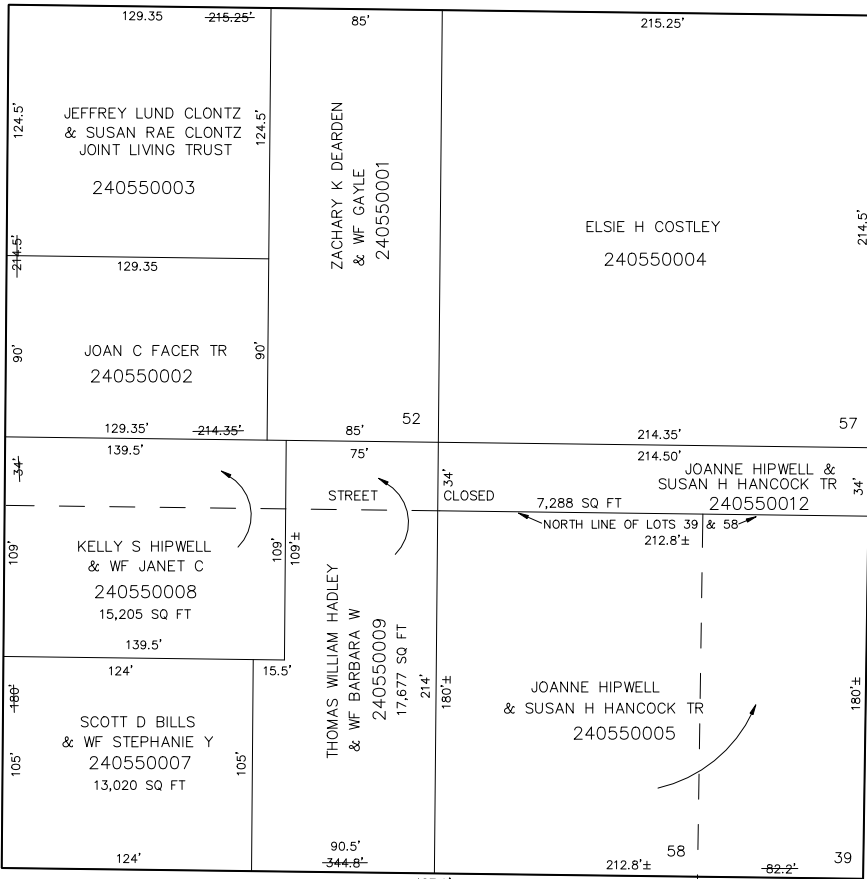 129.35
215.25'
85'
215.25'
124.5'
JEFFREY LUND CLONTZ
& SUSAN RAE CLONTZ
JOINT LIVING TRUST
240550003
124.5'
ZACHARY K DEARDEN
& WF GAYLE
240550001
ELSIE H COSTLEY
240550004
214.5'
214.5'
129.35
90'
JOAN C FACER TR
240550002
90'
129.35'
214.35'
85'
52
214.35'
57
139.5'
75'
214.50'
34'
STREET
34'
CLOSED
7,288 SQ FT
JOANNE HIPWELL &
SUSAN H HANCOCK TR
240550012
34'
NORTH LINE OF LOTS 39 & 58
212.8'±
109'
KELLY S HIPWELL
& WF JANET C
240550008
15,205 SQ FT
109'
109'±
139.5'
THOMAS WILLIAM HADLEY
& WF BARBARA W
240550009
17,677 SQ FT
214'
180'±
JOANNE HIPWELL
& SUSAN H HANCOCK TR
240550005
180'±
124'
15.5'
180'
SCOTT D BILLS
& WF STEPHANIE Y
240550007
13,020 SQ FT
105'
105'
124'
90.5'
344.8'
212.8'±
58
82.2'
39